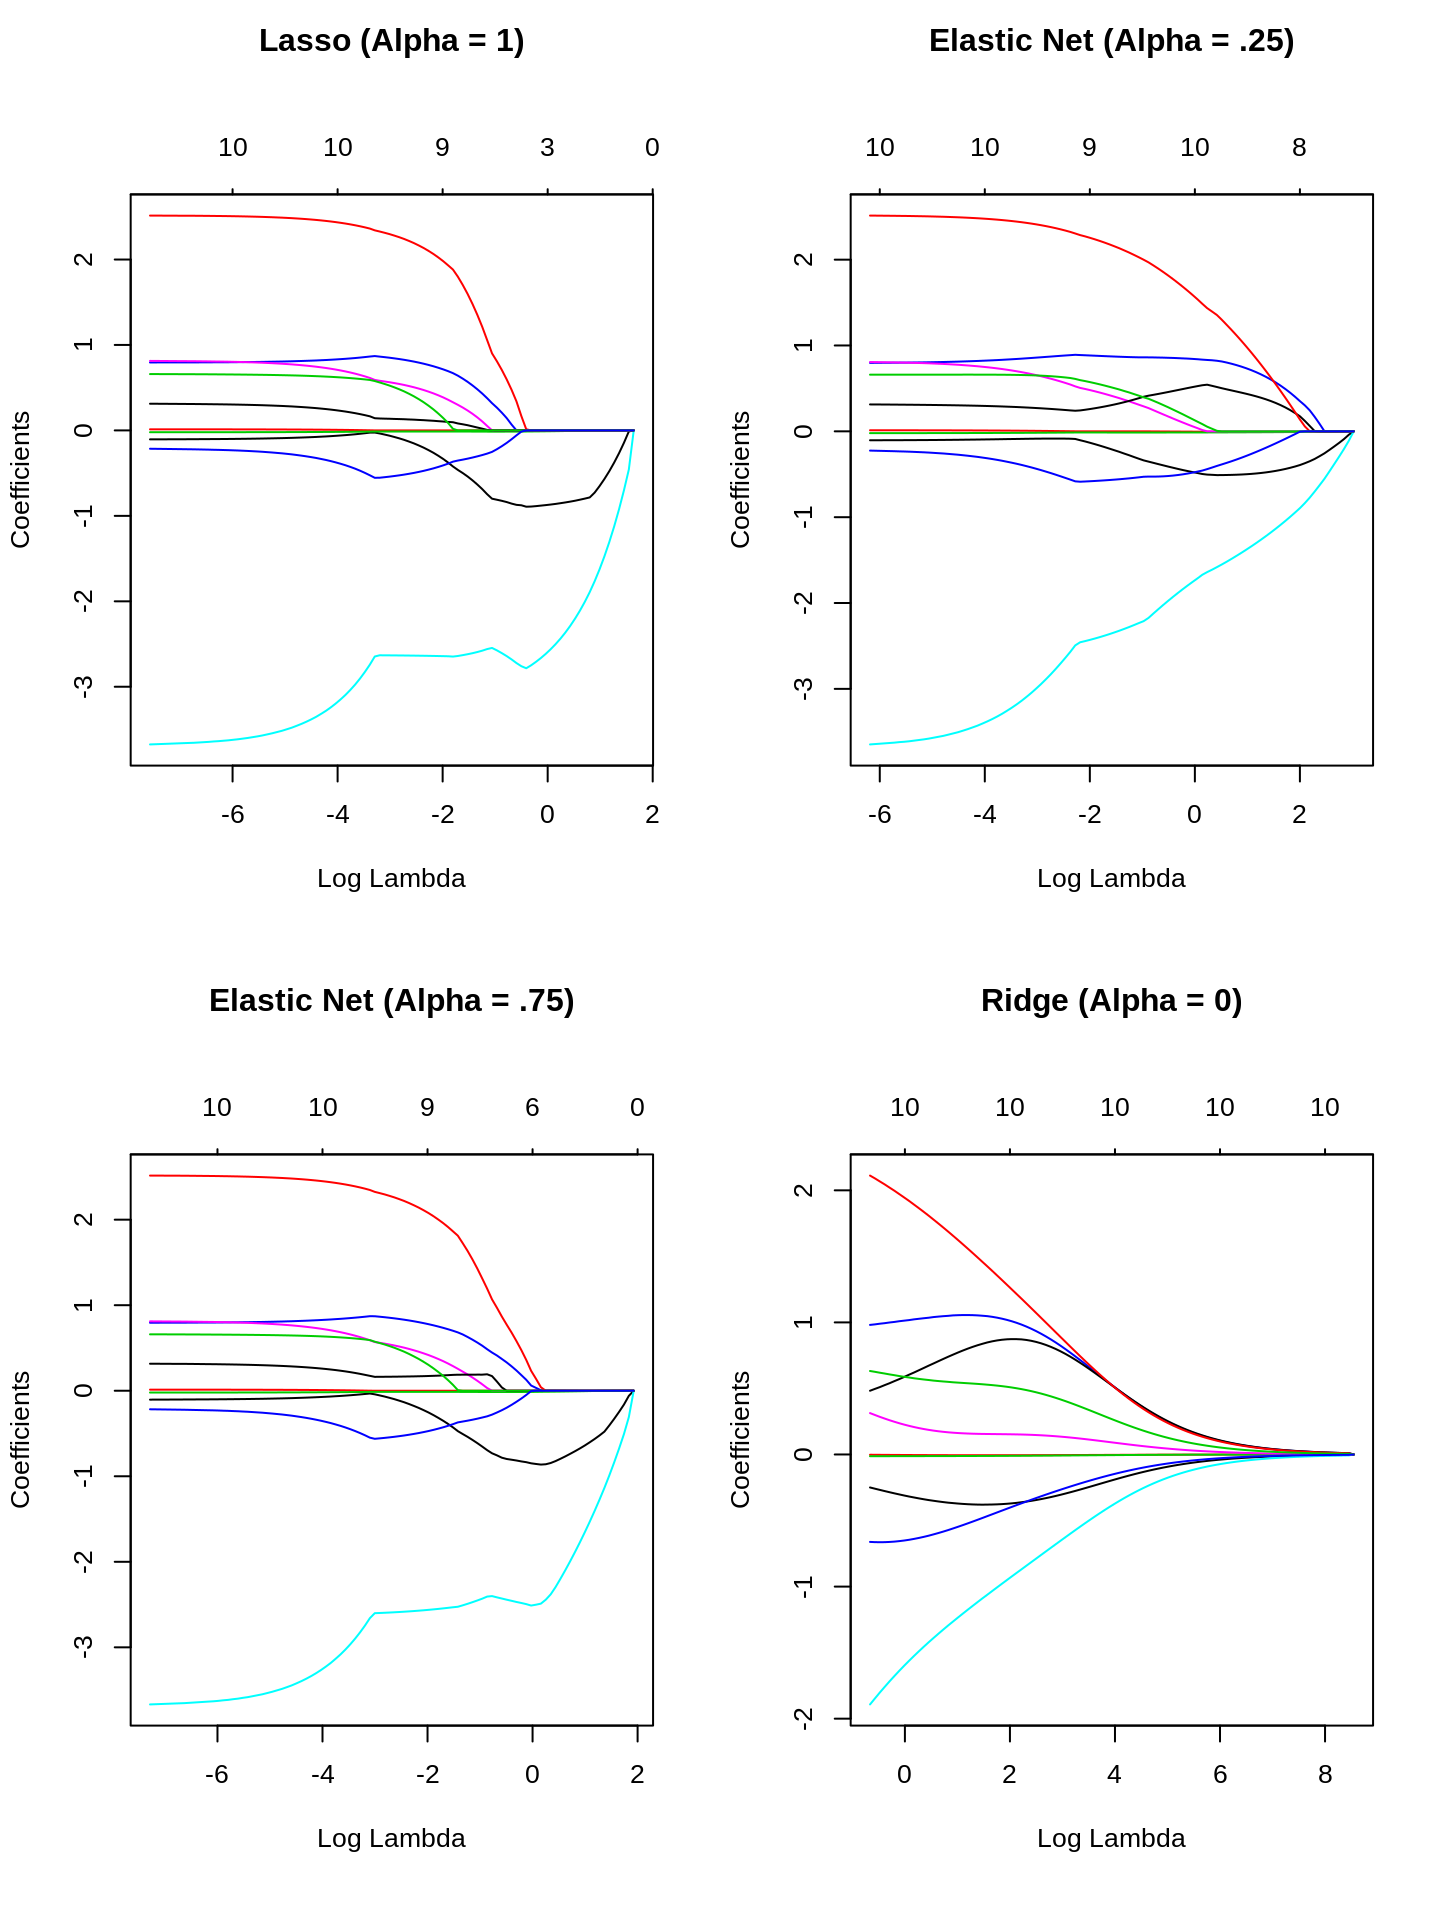 Lasso (Alpha = 1)
10 10 9 3 0
2
1
0
-1
-2
-3
Coefficients
-6 -4 -2 0 2
Log Lambda
Elastic Net (Alpha = .25)
10 10 9 10 8
2
1
0
-1
-2
-3
Coefficients
-6 -4 -2 0 2
Log Lambda
Elastic Net (Alpha = .75)
10 10 9 6 0
2
1
0
-1
-2
-3
Coefficients
-6 -4 -2 0 2
Log Lambda
Ridge (Alpha = 0)
10 10 10 10 10
2
1
0
-1
-2
Coefficients
0 2 4 6 8
Log Lambda